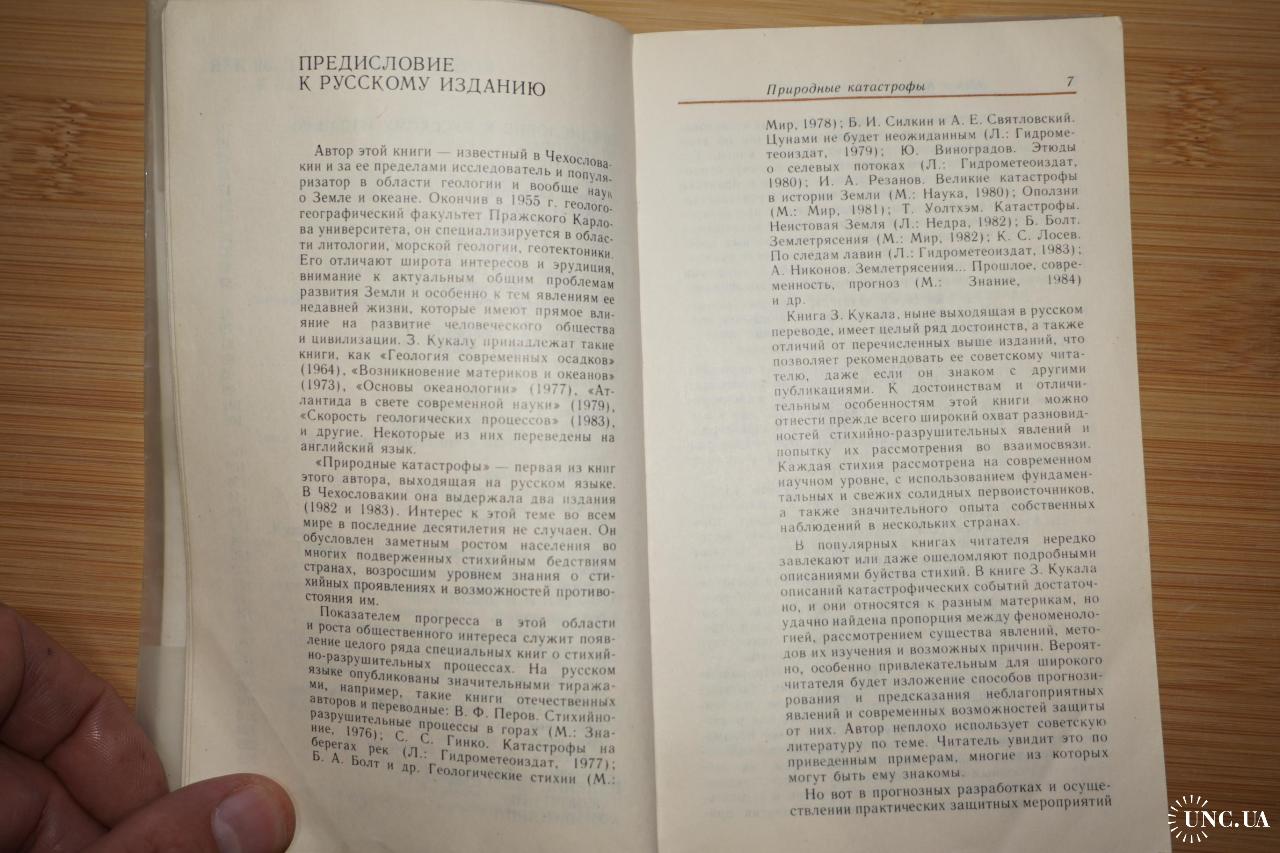 ПРЕДИСЛОВИЕ
К РУССКОМУ ИЗДАНИЮ
Автор этой книги — известный в Чехослова-
кии и за ее пределами исследователь и популя-
ризатор в области геологии и вообще наук
о Земле и океане. Окончив в 1955 г. геолого-
географический факультет Пражского Карло-
ва университета, он специализируется в облас-
ти литологии, морской геологии, геотектоники.
Его отличают широта интересов и эрудиция,
внимание к актуальным общим проблемам
развития Земли и особенно к тем явлениям ее
недавней жизни, которые имеют прямое вли-
яние на развитие человеческого общества
и цивилизации. З. Кукалу принадлежат такие
книги, как «Геология современных осадков»
(1964), «Возникновение материков и океанов»
(1973), «Основы океанологии» (1977), «Ат-
лантида в свете современной науки» (1979),
«Скорость геологических процессов» (1983),
и другие. Некоторые из них переведены на
английский язык.
«Природные катастрофы» — первая из книг
этого автора, выходящая на русском языке.
В Чехословакии она выдержала два издания
(1982 и 1983). Интерес к этой теме во всем
мире в последние десятилетия не случаен. Он
обусловлен заметным ростом населения во
многих подверженных стихийным бедствиям
странах, возросшим уровнем знания о сти-
хийных проявлениях и возможностей противо-
стояния им.
Показателем прогресса в этой области
и роста общественного интереса служит появ-
ление целого ряда специальных книг о стихий-
но-разрушительных процессах. На русском
языке опубликованы значительными тиража-
ми, например, такие книги отечественных
авторов и переводные: В. Ф. Перов. Стихийно-
разрушительные процессы в горах (М.: Зна-
ние, 1976); С. С. Гинко. Катастрофы на
берегах рек (Л.: Гидрометеоиздат, 1977);
Б. А. Болт и др. Геологические стихии (М.:
Природные катастрофы 7
Мир, 1978); Б. И. Силкин и А. Е. Святловский.
Цунами не будет неожиданным (Л.: Гидроме-
теоиздат, 1979); Ю. Виноградов. Этюды
о селевых потоках (Л.: Гидрометеоиздат,
1980); И. А. Резанов. Великие катастрофы
в истории Земли (М.: Наука, 1980); Оползни
(М.: Мир, 1981); Т. Уолтхэм. Катастрофы.
Неистовая Земля (Л.: Недра, 1982); Б. Болт.
Землетрясения (М.: Мир, 1982); К. С. Лосев.
По следам лавин (Л.: Гидрометеоиздат, 1983);
А. Никонов. Землетрясения... Прошлое, совре-
менность, прогноз (М.: Знание, 1984)
и др.
Книга З. Кукала, ныне выходящая в русском
переводе, имеет целый ряд достоинств, а также
отличий от перечисленных выше изданий, что
позволяет рекомендовать ее советскому чита-
телю, даже если он знаком с другими
публикациями. К достоинствам и отличи-
тельным особенностям этой книги можно
отнести прежде всего широкий охват разновид-
ностей стихийно-разрушительных явлений и
попытку их рассмотрения во взаимосвязи.
Каждая стихия рассмотрена на современном
научном уровне, с использованием фундамен-
тальных и свежих солидных первоисточников,
а также значительного опыта собственных
наблюдений в нескольких странах.
В популярных книгах читателя нередко
завлекают или даже ошеломляют подробными
описаниями буйства стихий. В книге З. Кукала
описаний катастрофических событий достаточ-
но, и они относятся к разным материкам, но
удачно найдена пропорция между феноменоло-
гией, рассмотрением существа явлений, мето-
дов их изучения и возможных причин. Вероят-
но, особенно привлекательным для широкого
читателя будет изложение способов прогнози-
рования и предсказания неблагоприятных
явлений и современных возможностей защиты
от них. Автор неплохо использует советскую
литературу по теме. Читатель увидит это по
приведенным примерам, многие из которых
могут быть ему знакомы.
Но вот в прогнозных разработках и осуще-
ствлении практических защитных мероприятий
UNC.UA